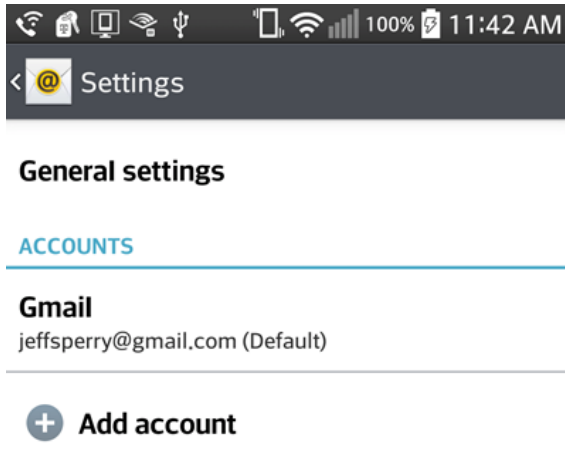 100% 11:42 AM
Settings
General settings
ACCOUNTS
Gmail
jeffsperry@gmail.com (Default)
Add account